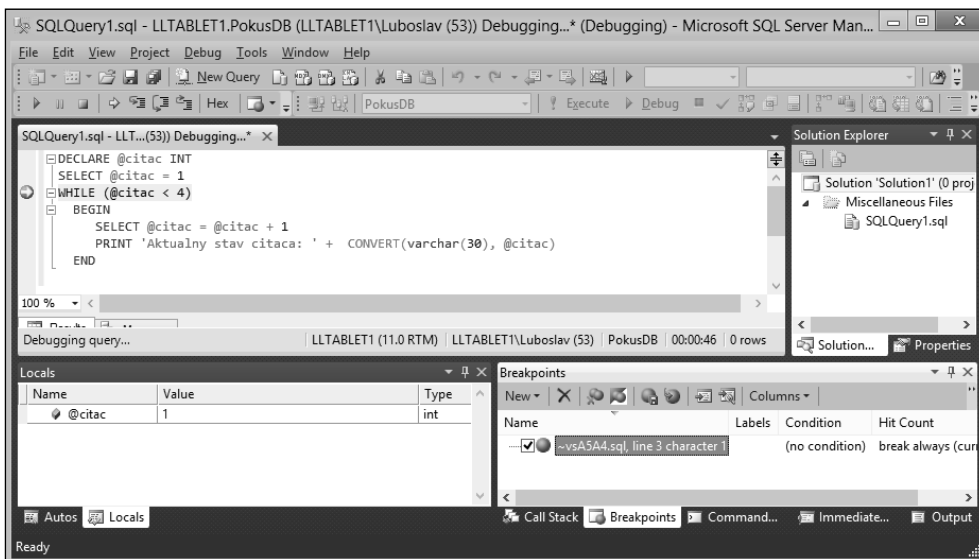 SQLQuery1.sql - LLTABLET1.PokusDB (LLTABLET1\Luboslav (53)) Debugging...* (Debugging) - Microsoft SQL Server Man...
File Edit View Project Debug Tools Window Help
New Query
Hex PokusDB Execute Debug
SQLQuery1.sql - LLT...(53)) Debugging...*
DECLARE @citac INT
SELECT @citac = 1
WHILE (@citac < 4)
BEGIN
SELECT @citac = @citac + 1
PRINT 'Aktualny stav citaca: ' + CONVERT(varchar(30), @citac)
END
100 %
Debugging query... LLTABLET1 (11.0 RTM) LLTABLET1\Luboslav (53) PokusDB 00:00:46 0 rows
Solution Explorer
Solution 'Solution1' (0 proj
Miscellaneous Files
SQLQuery1.sql
Solution... Properties
Locals
Name Value Type
@citac 1 int
Autos Locals
Breakpoints
New Columns
Name Labels Condition Hit Count
~vsA5A4.sql, line 3 character 1 (no condition) break always (curr
Call Stack Breakpoints Command... Immediate... Output
Ready